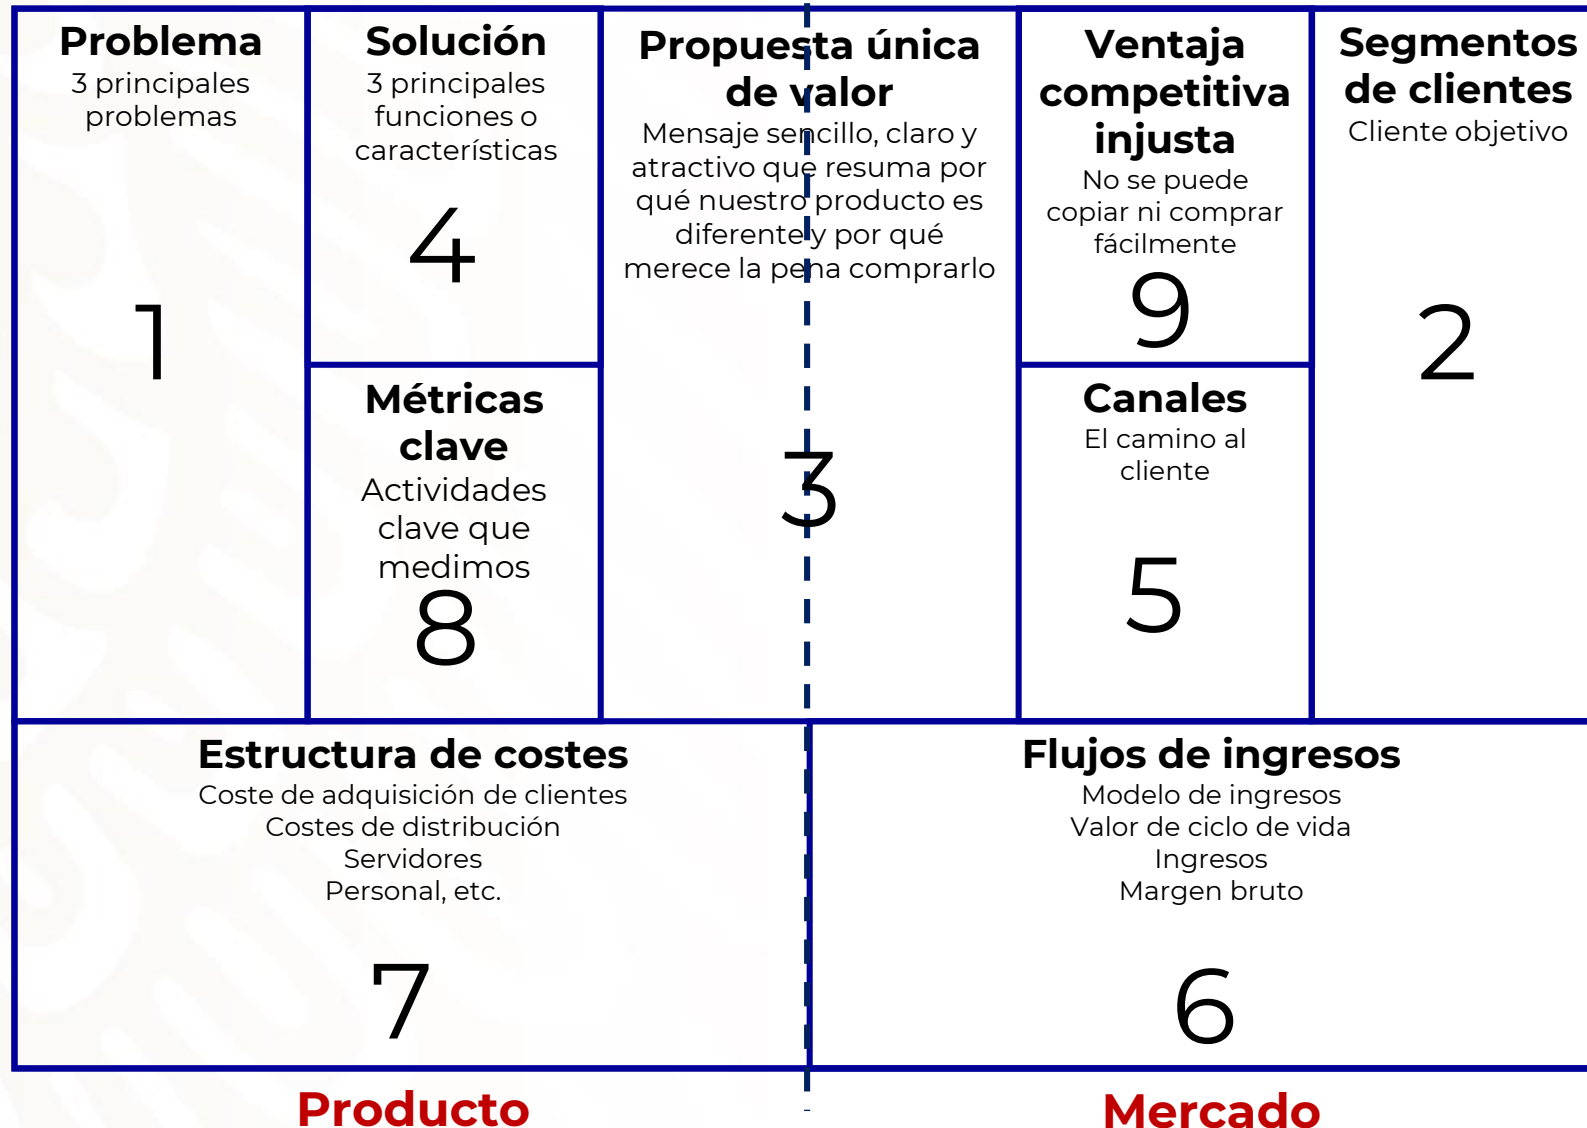 Problema
3 principales
problemas
1
Solución
3 principales
funciones o
características
4
Métricas
clave
Actividades
clave que
medimos
8
Propuesta única
de valor
Mensaje sencillo, claro y
atractivo que resuma por
qué nuestro producto es
diferente y por qué
merece la pena comprarlo
3
Ventaja
competitiva
injusta
No se puede
copiar ni comprar
fácilmente
9
Canales
El camino al
cliente
5
Segmentos
de clientes
Cliente objetivo
2
Estructura de costes
Coste de adquisición de clientes
Costes de distribución
Servidores
Personal, etc.
7
Flujos de ingresos
Modelo de ingresos
Valor de ciclo de vida
Ingresos
Margen bruto
6
Producto
Mercado